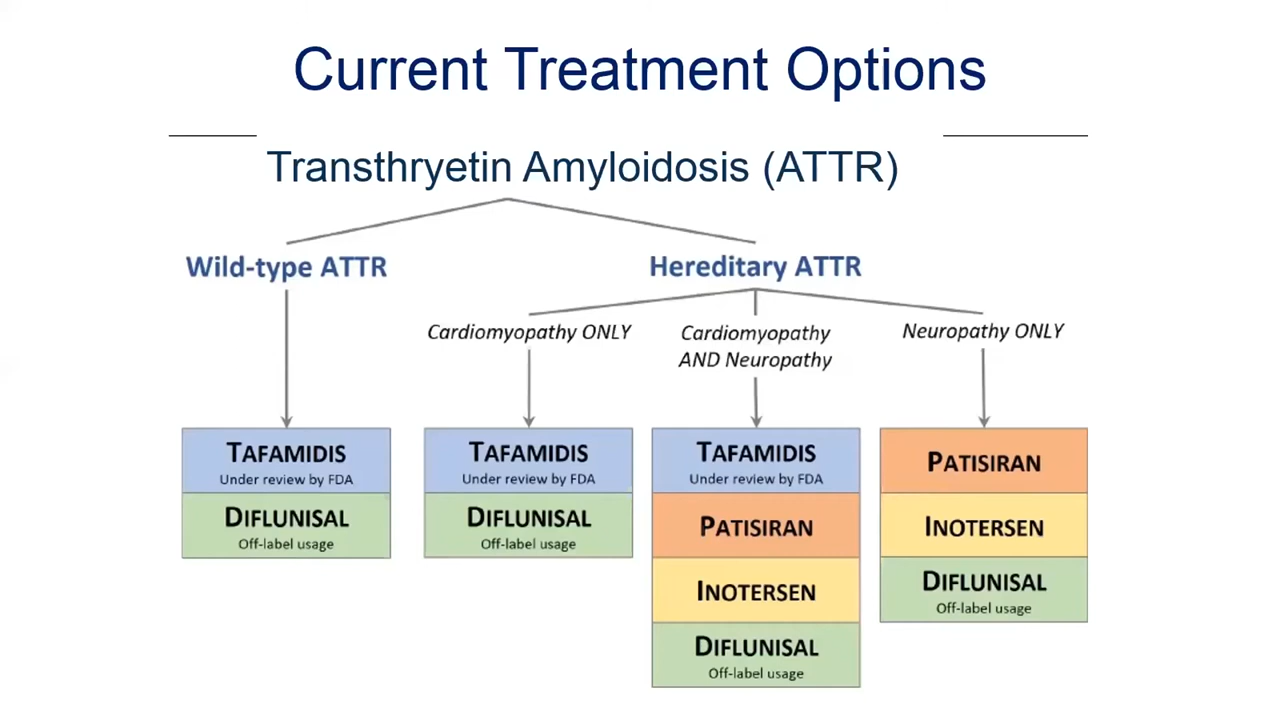 Current Treatment Options
Transthryetin Amyloidosis (ATTR)
Wild-type ATTR
Hereditary ATTR
Cardiomyopathy ONLY
Cardiomyopathy
AND Neuropathy
Neuropathy ONLY
TAFAMIDIS
Under review by FDA
DIFLUNISAL
Off-label usage
TAFAMIDIS
Under review by FDA
DIFLUNISAL
Off-label usage
TAFAMIDIS
Under review by FDA
PATISIRAN
INOTERSEN
DIFLUNISAL
Off-label usage
PATISIRAN
INOTERSEN
DIFLUNISAL
Off-label usage